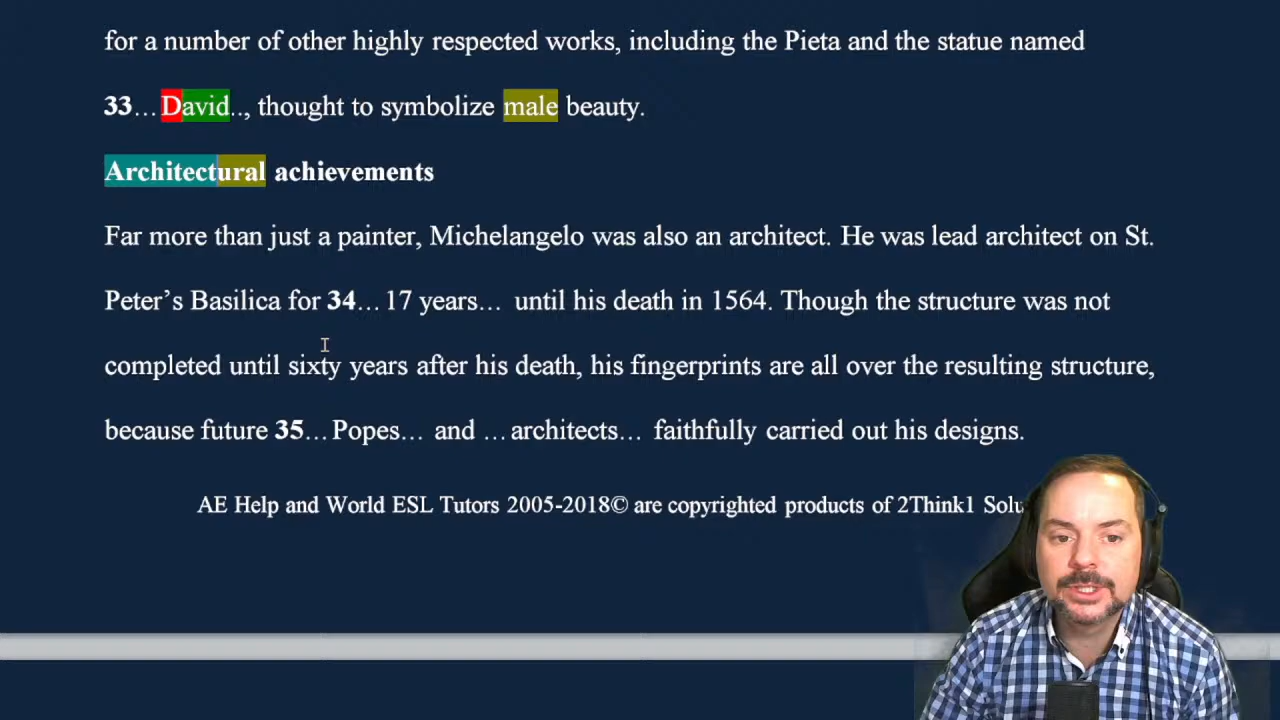 for a number of other highly respected works, including the Pieta and the statue named
33…David.., thought to symbolize male beauty.
Architectural achievements
Far more than just a painter, Michelangelo was also an architect. He was lead architect on St.
Peter’s Basilica for 34…17 years… until his death in 1564. Though the structure was not
completed until sixty years after his death, his fingerprints are all over the resulting structure,
because future 35…Popes… and …architects… faithfully carried out his designs.
AE Help and World ESL Tutors 2005-2018© are copyrighted products of 2Think1